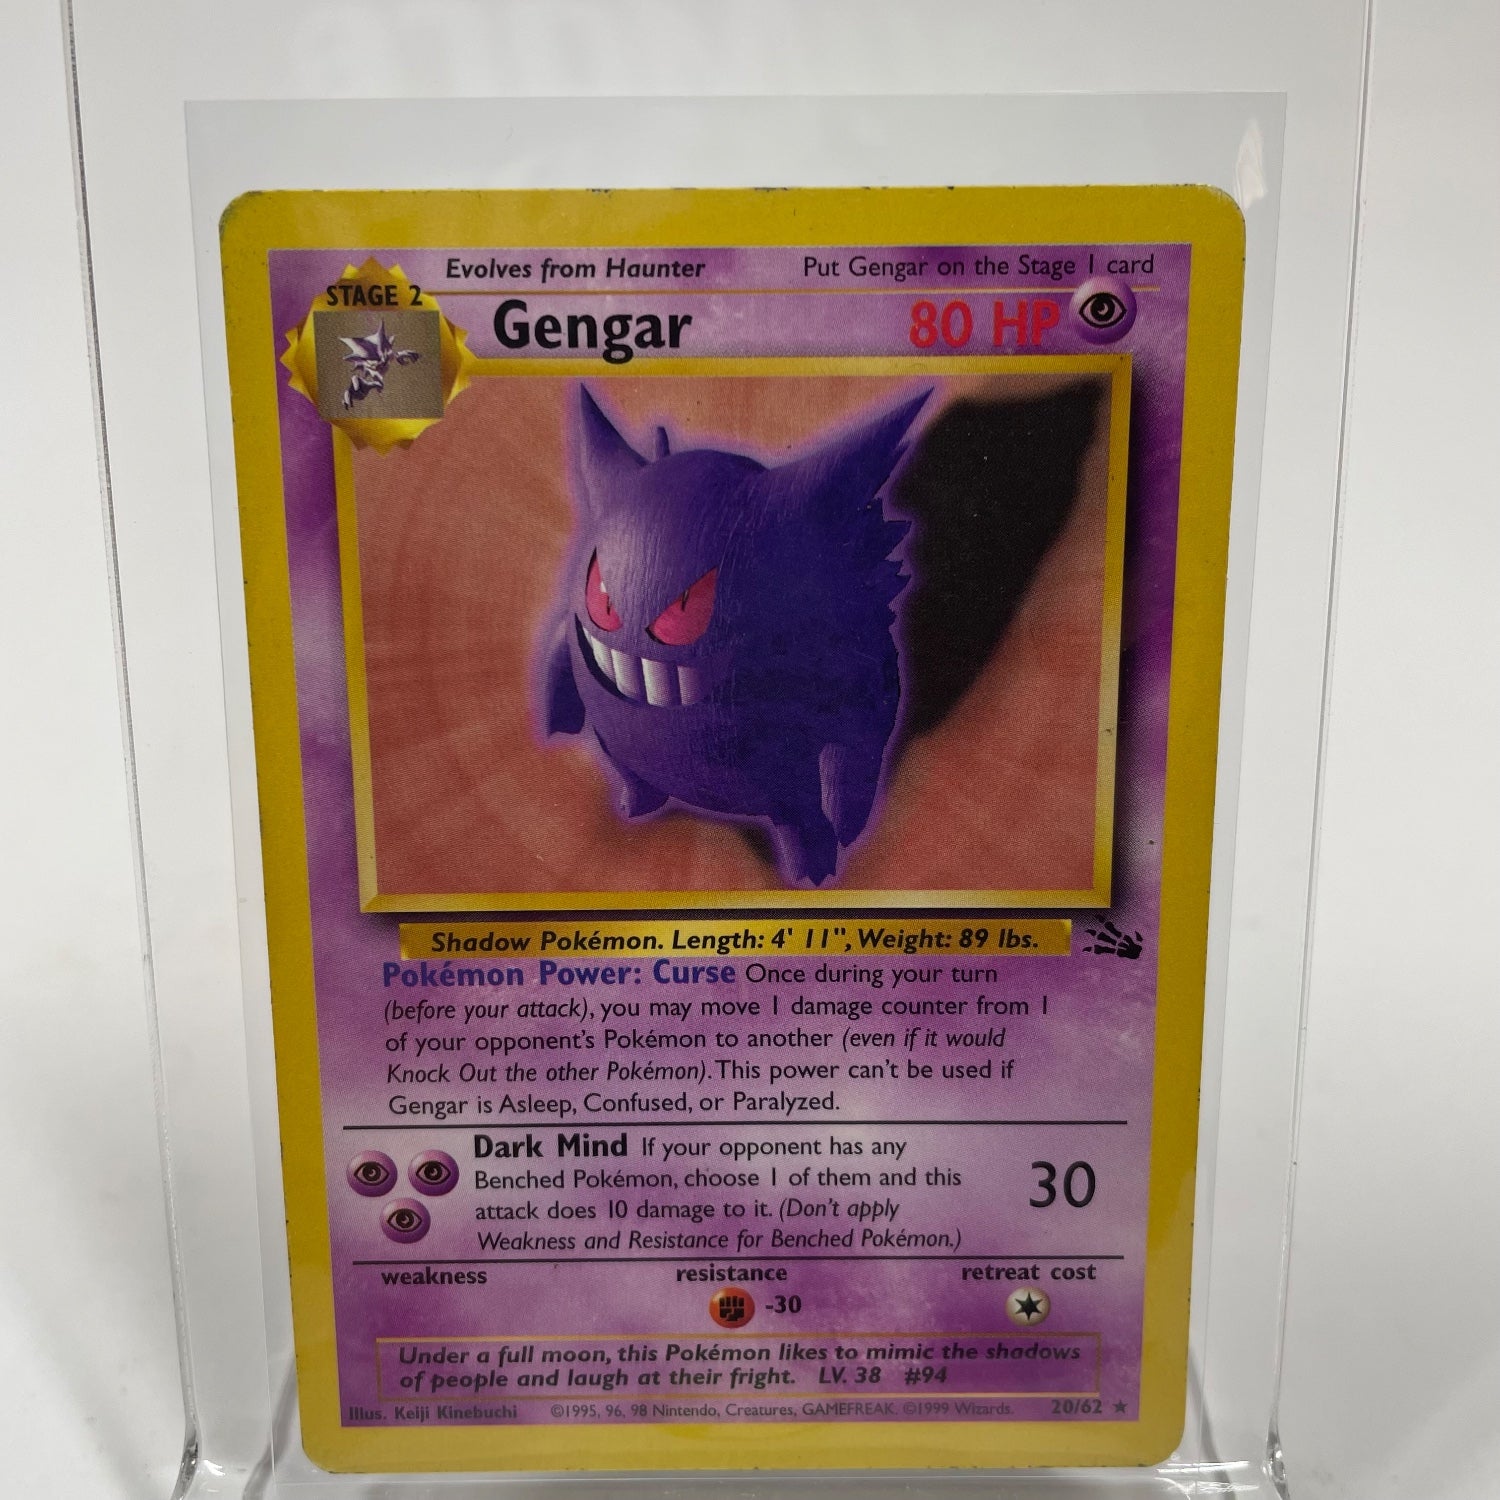 Evolves from Haunter Put Gengar on the Stage 1 card
STAGE 2
Gengar 80 HP
Shadow Pokémon. Length: 4' 11", Weight: 89 lbs.
Pokémon Power: Curse Once during your turn
(before your attack), you may move 1 damage counter from 1
of your opponent's Pokémon to another (even if it would
Knock Out the other Pokémon). This power can't be used if
Gengar is Asleep, Confused, or Paralyzed.
Dark Mind If your opponent has any
Benched Pokémon, choose 1 of them and this
attack does 10 damage to it. (Don't apply
Weakness and Resistance for Benched Pokémon.)
30
weakness resistance retreat cost
-30
Under a full moon, this Pokémon likes to mimic the shadows
of people and laugh at their fright. LV. 38 #94
Illus. Keiji Kinebuchi ©1995, 96, 98 Nintendo, Creatures, GAMEFREAK. ©1999 Wizards. 20/62 ★